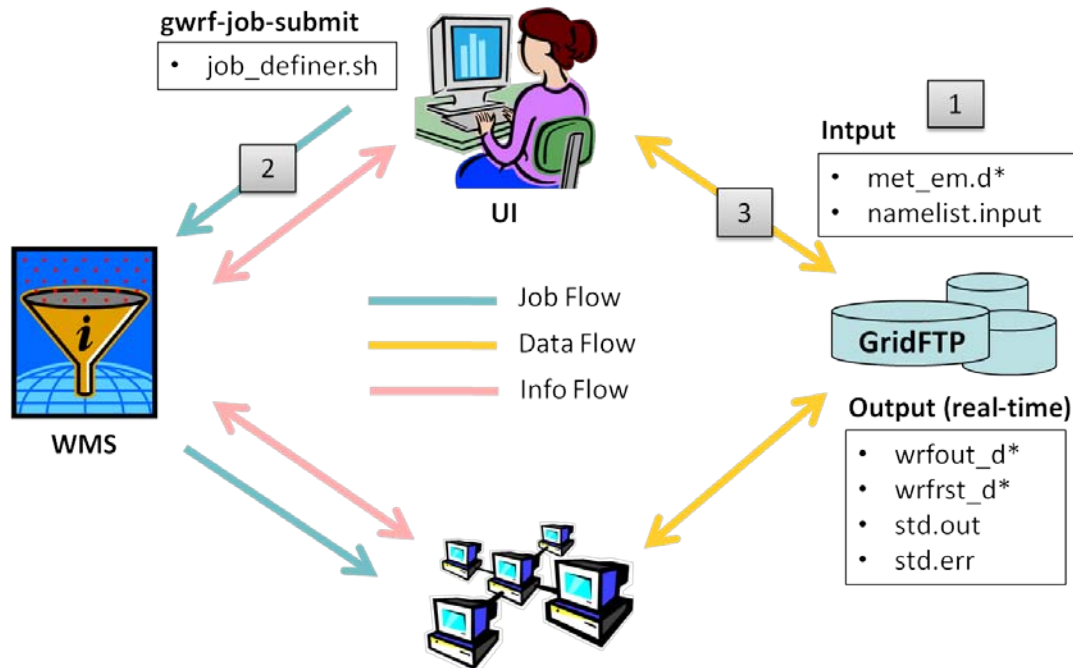 gwrf-job-submit
• job_definer.sh
UI
1
Intput
• met_em.d*
• namelist.input
2
3
WMS
i
Job Flow
Data Flow
Info Flow
GridFTP
Output (real-time)
• wrfout_d*
• wrfrst_d*
• std.out
• std.err